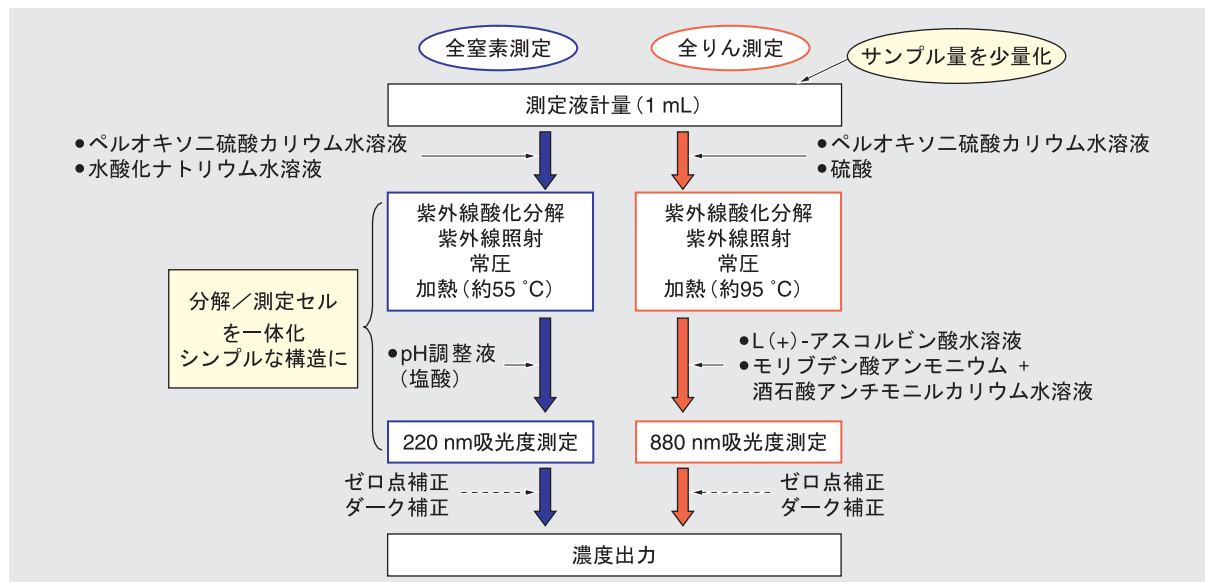 全窒素測定
全りん測定
サンプル量を少量化
測定液計量(1 mL)
●ペルオキソ二硫酸カリウム水溶液
●水酸化ナトリウム水溶液
●ペルオキソ二硫酸カリウム水溶液
●硫酸
紫外線酸化分解
紫外線照射
常圧
加熱(約55 ˚C)
紫外線酸化分解
紫外線照射
常圧
加熱(約95 ˚C)
分解/測定セル
を一体化
シンプルな構造に
●pH調整液
(塩酸)
●L(+)-アスコルビン酸水溶液
●モリブデン酸アンモニウム +
酒石酸アンチモニルカリウム水溶液
220 nm吸光度測定
880 nm吸光度測定
ゼロ点補正
ダーク補正
ゼロ点補正
ダーク補正
濃度出力